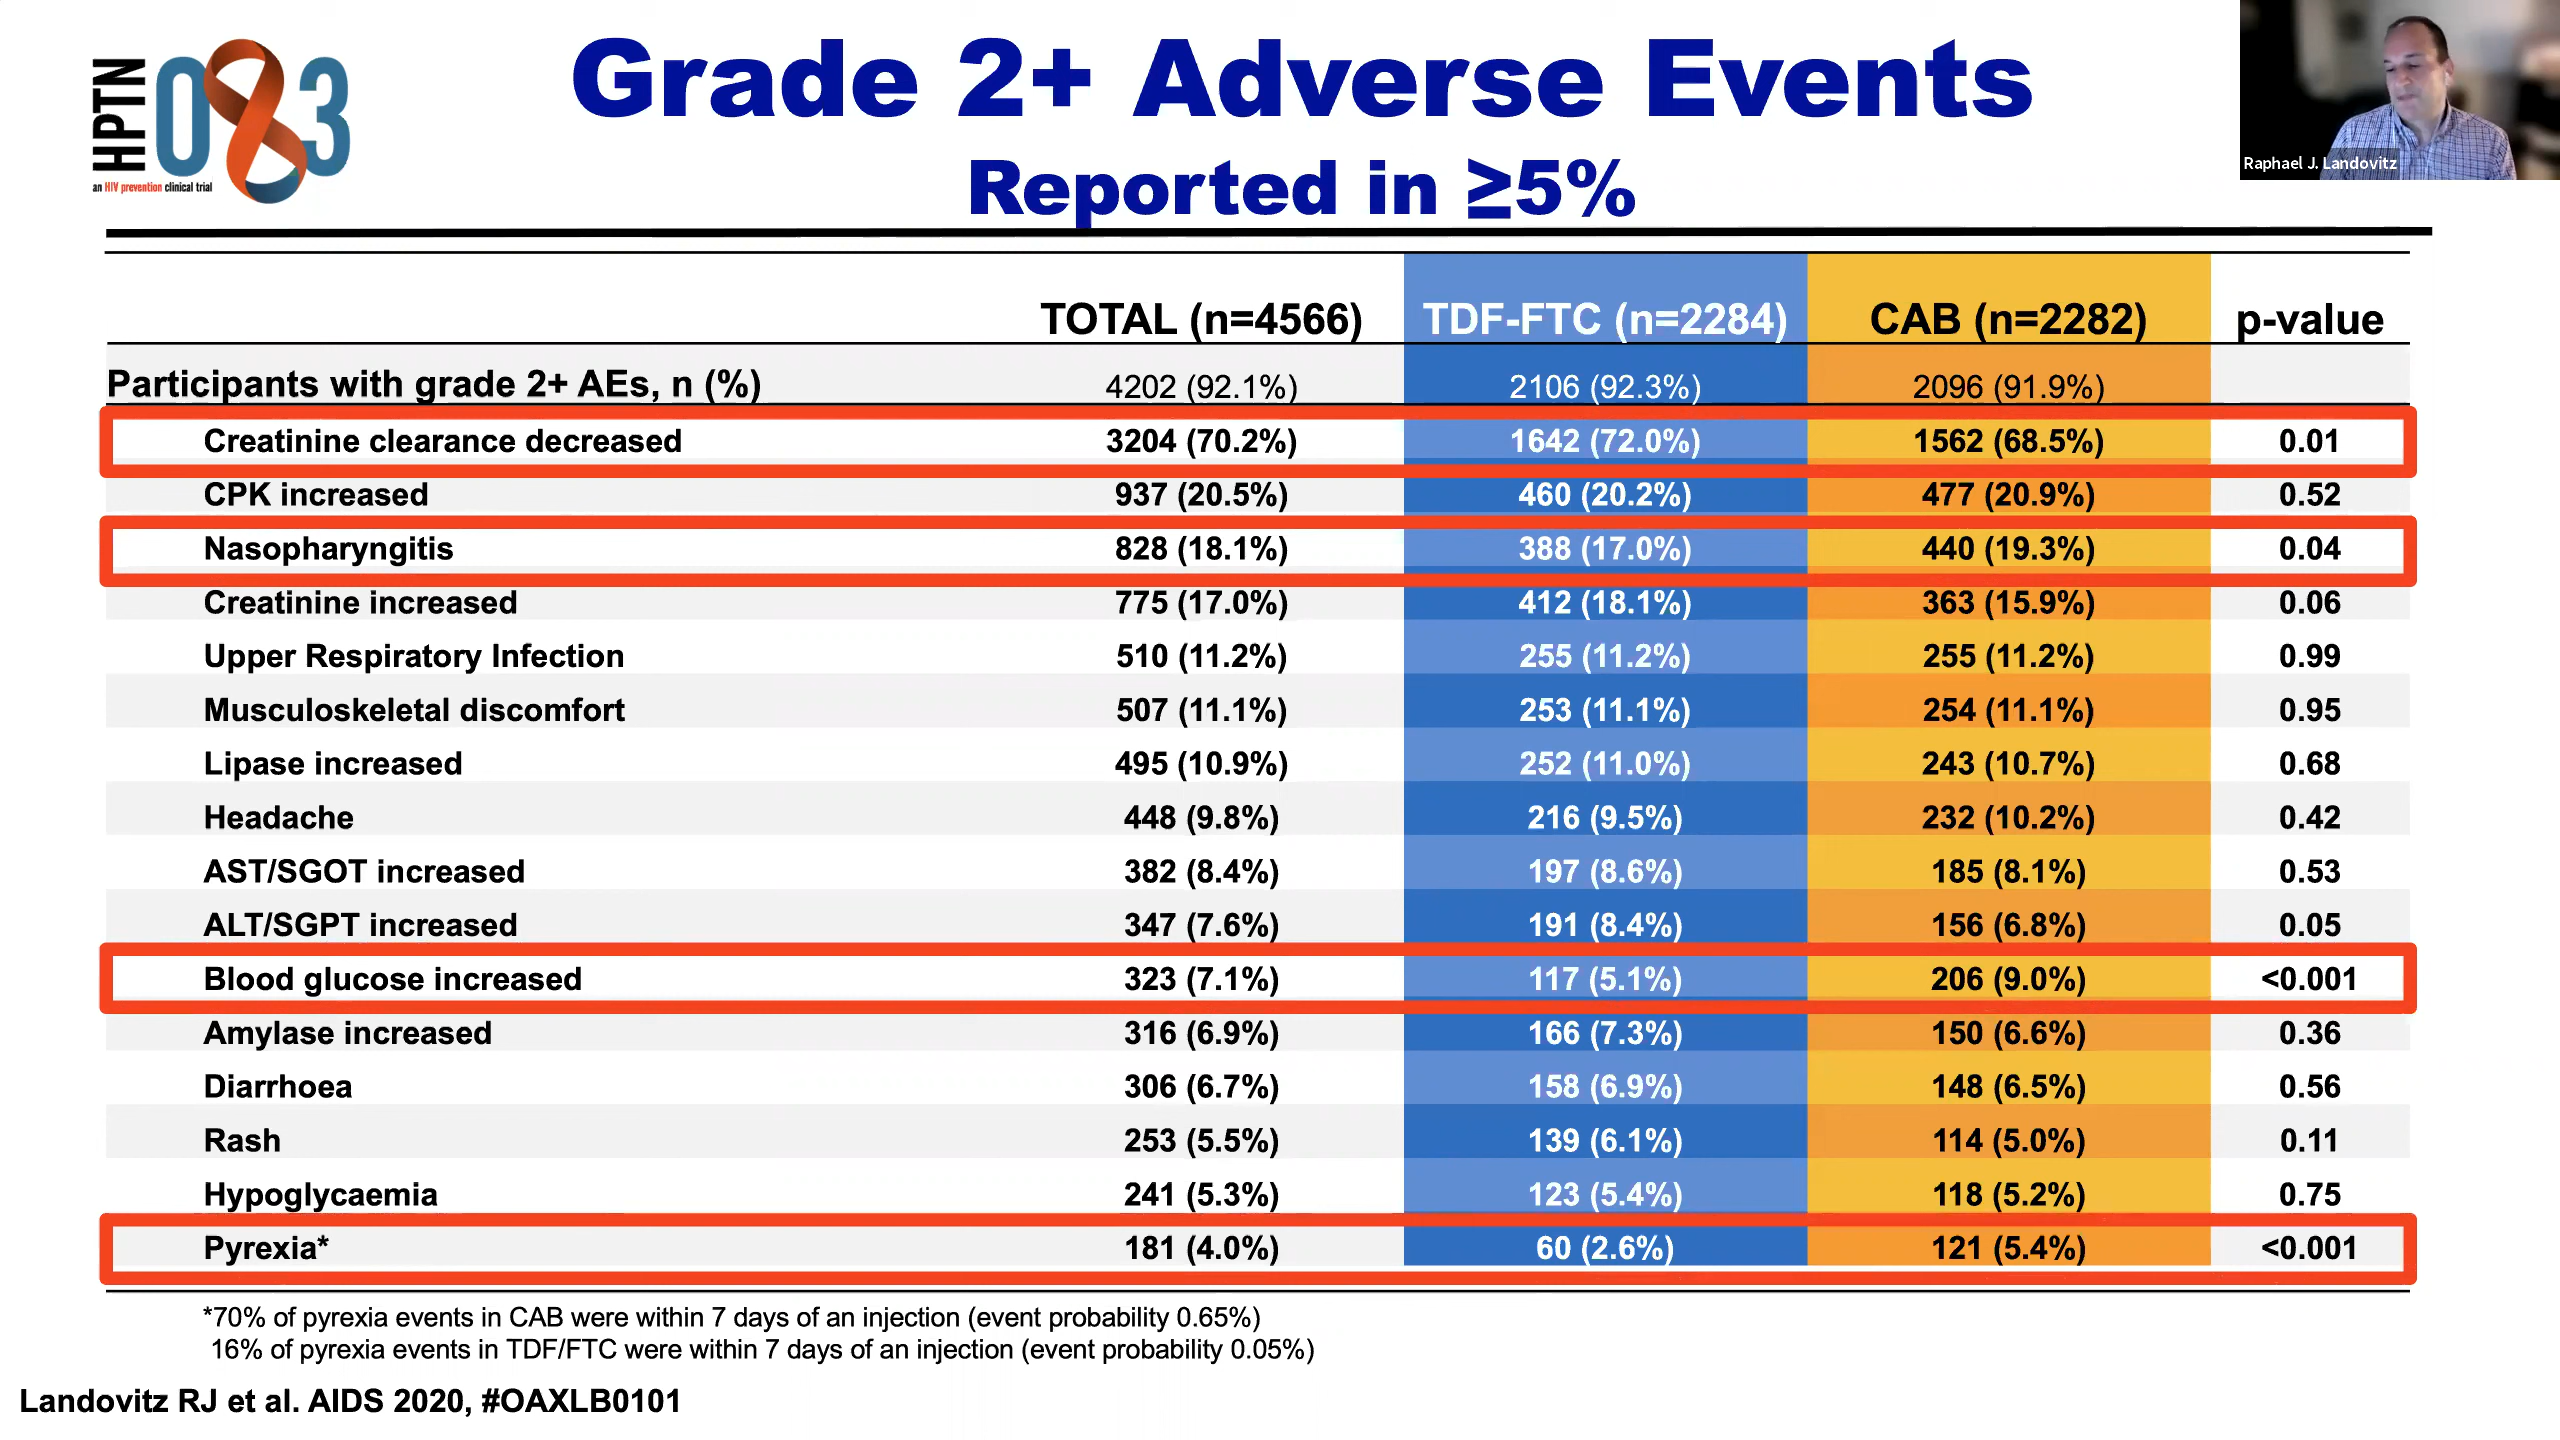 HPTN 083
an HIV prevention clinical trial
Grade 2+ Adverse Events
Reported in ≥5%
Raphael J. Landovitz
TOTAL (n=4566) TDF-FTC (n=2284) CAB (n=2282) p-value
Participants with grade 2+ AEs, n (%) 4202 (92.1%) 2106 (92.3%) 2096 (91.9%)
Creatinine clearance decreased 3204 (70.2%) 1642 (72.0%) 1562 (68.5%) 0.01
CPK increased 937 (20.5%) 460 (20.2%) 477 (20.9%) 0.52
Nasopharyngitis 828 (18.1%) 388 (17.0%) 440 (19.3%) 0.04
Creatinine increased 775 (17.0%) 412 (18.1%) 363 (15.9%) 0.06
Upper Respiratory Infection 510 (11.2%) 255 (11.2%) 255 (11.2%) 0.99
Musculoskeletal discomfort 507 (11.1%) 253 (11.1%) 254 (11.1%) 0.95
Lipase increased 495 (10.9%) 252 (11.0%) 243 (10.7%) 0.68
Headache 448 (9.8%) 216 (9.5%) 232 (10.2%) 0.42
AST/SGOT increased 382 (8.4%) 197 (8.6%) 185 (8.1%) 0.53
ALT/SGPT increased 347 (7.6%) 191 (8.4%) 156 (6.8%) 0.05
Blood glucose increased 323 (7.1%) 117 (5.1%) 206 (9.0%) <0.001
Amylase increased 316 (6.9%) 166 (7.3%) 150 (6.6%) 0.36
Diarrhoea 306 (6.7%) 158 (6.9%) 148 (6.5%) 0.56
Rash 253 (5.5%) 139 (6.1%) 114 (5.0%) 0.11
Hypoglycaemia 241 (5.3%) 123 (5.4%) 118 (5.2%) 0.75
Pyrexia* 181 (4.0%) 60 (2.6%) 121 (5.4%) <0.001
*70% of pyrexia events in CAB were within 7 days of an injection (event probability 0.65%)
16% of pyrexia events in TDF/FTC were within 7 days of an injection (event probability 0.05%)
Landovitz RJ et al. AIDS 2020, #OAXLB0101